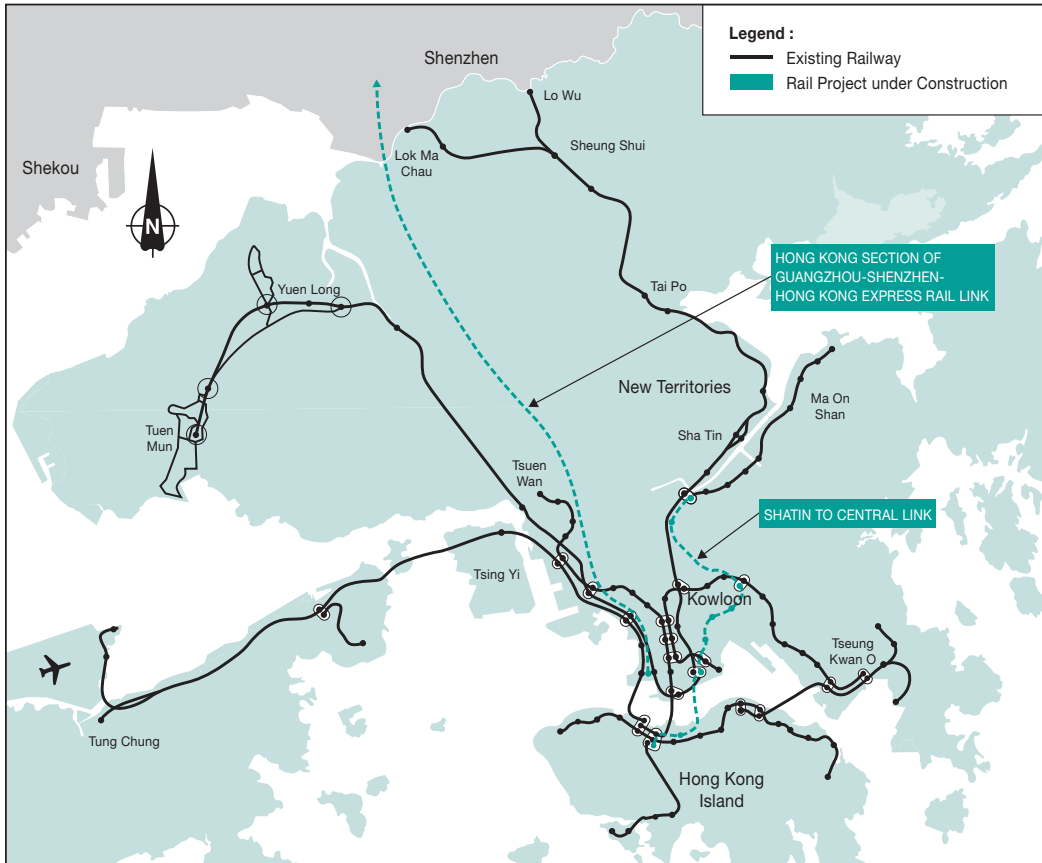 Legend :
Existing Railway
Rail Project under Construction
Shenzhen
Lo Wu
Sheung Shui
Lok Ma
Chau
Shekou
N
HONG KONG SECTION OF
GUANGZHOU-SHENZHEN-
HONG KONG EXPRESS RAIL LINK
Yuen Long
Tai Po
New Territories
Ma On
Shan
Tuen
Mun
Sha Tin
Tsuen
Wan
SHATIN TO CENTRAL LINK
Tsing Yi
Kowloon
Tseung
Kwan O
Tung Chung
Hong Kong
Island